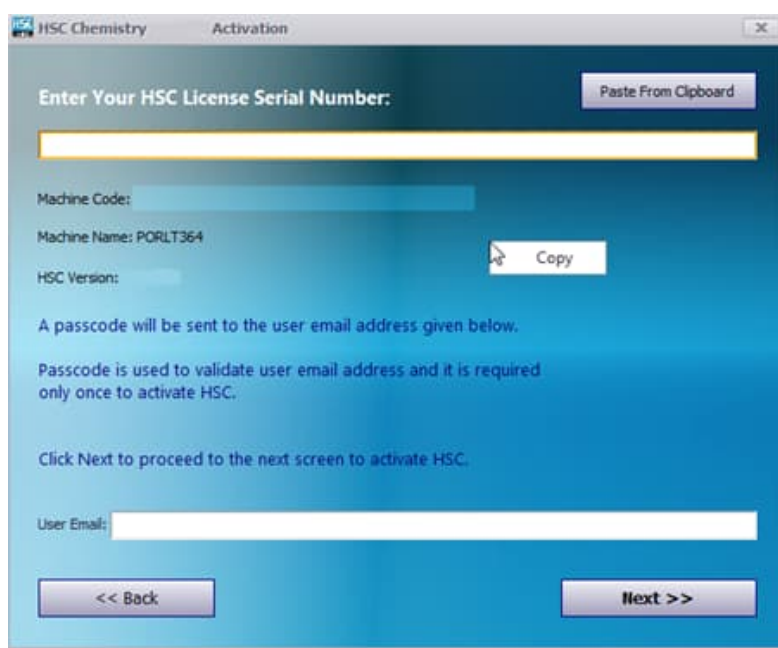 HSC Chemistry Activation
Enter Your HSC License Serial Number:
Paste From Clipboard
Machine Code:
Machine Name: PORLT364
Copy
HSC Version:
A passcode will be sent to the user email address given below.
Passcode is used to validate user email address and it is required
only once to activate HSC.
Click Next to proceed to the next screen to activate HSC.
User Email:
<< Back
Next >>